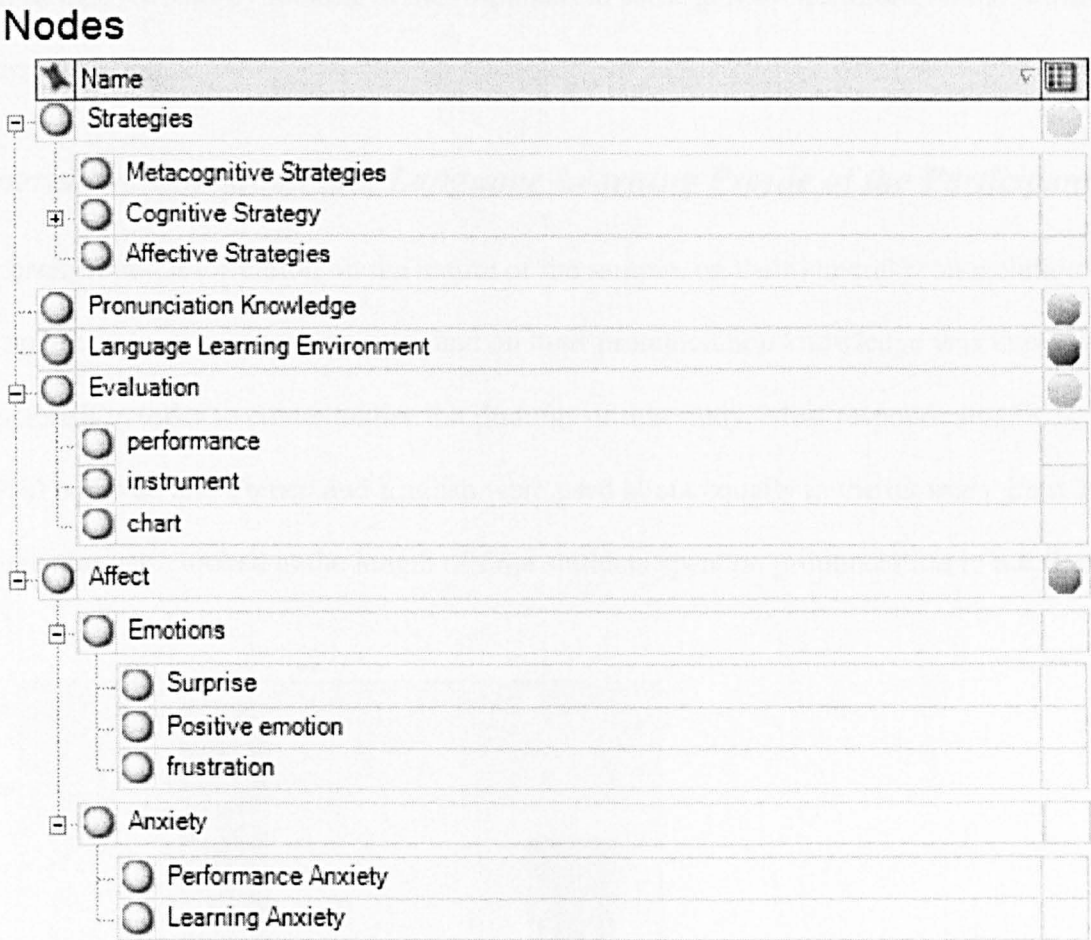 Nodes
Name
Strategies
Metacognitive Strategies
Cognitive Strategy
Affective Strategies
Pronunciation Knowledge
Language Learning Environment
Evaluation
performance
instrument
chart
Affect
Emotions
Surprise
Positive emotion
frustration
Anxiety
Performance Anxiety
Learning Anxiety